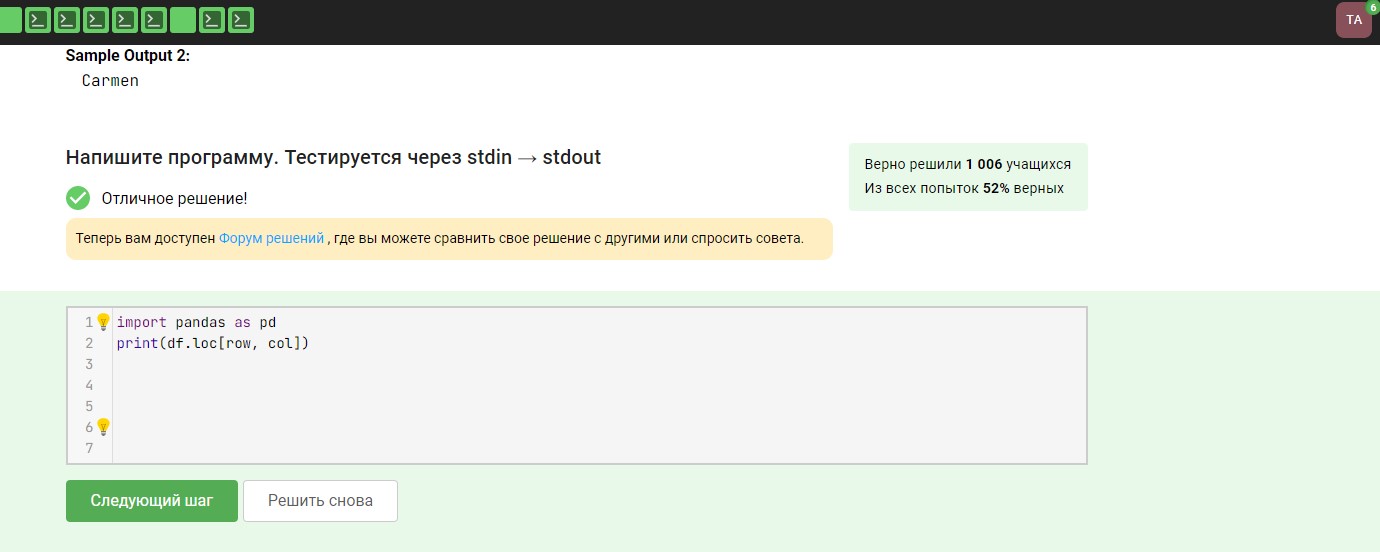 TA
6
Sample Output 2:
Carmen
Напишите программу. Тестируется через stdin → stdout
Верно решили 1 006 учащихся
Из всех попыток 52% верных
Отличное решение!
Теперь вам доступен Форум решений , где вы можете сравнить свое решение с другими или спросить совета.
1 import pandas as pd
2 print(df.loc[row, col])
3
4
5
6
7
Следующий шаг
Решить снова